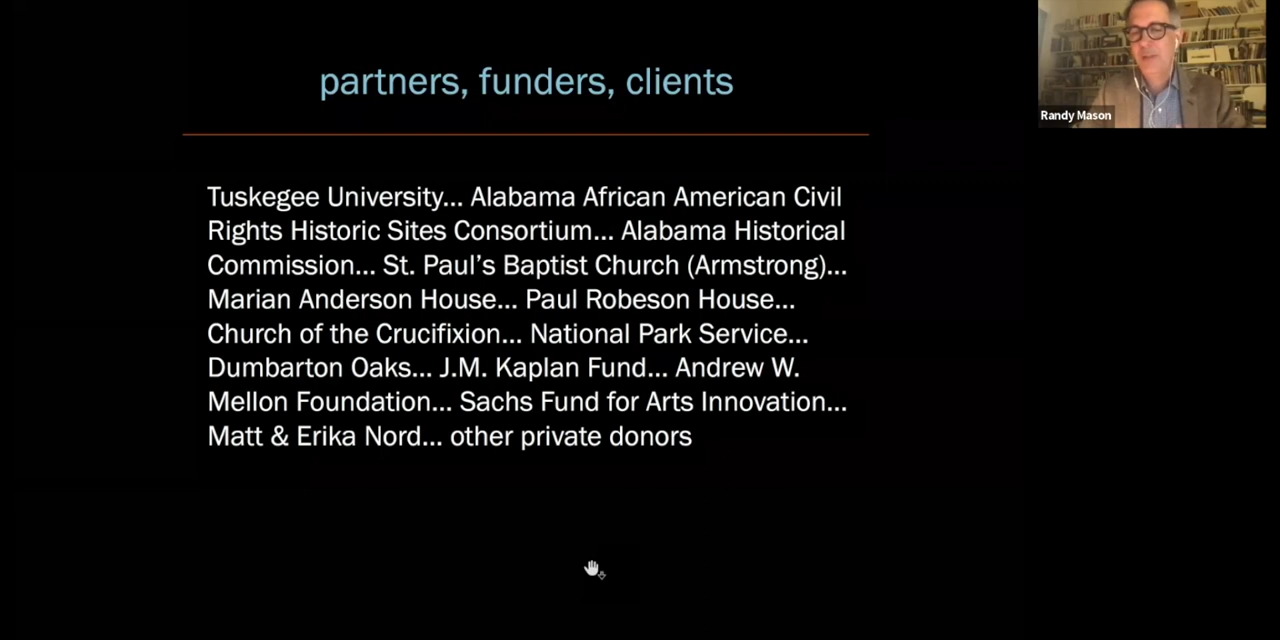 partners, funders, clients
Randy Mason
Tuskegee University... Alabama African American Civil
Rights Historic Sites Consortium... Alabama Historical
Commission... St. Paul’s Baptist Church (Armstrong)...
Marian Anderson House... Paul Robeson House...
Church of the Crucifixion... National Park Service...
Dumbarton Oaks... J.M. Kaplan Fund... Andrew W.
Mellon Foundation... Sachs Fund for Arts Innovation...
Matt & Erika Nord... other private donors